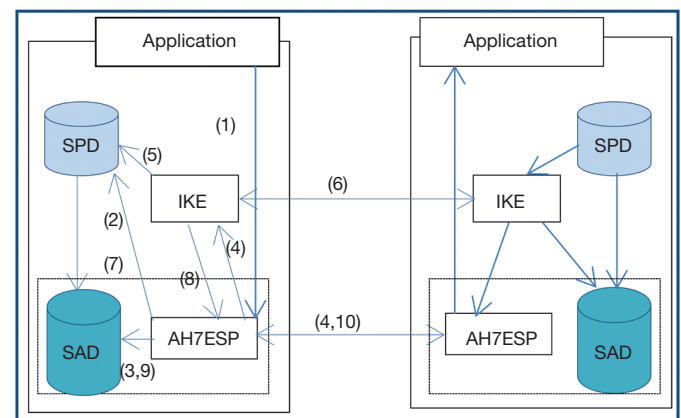 Application
Application
(1)
SPD
SPD
(5)
(6)
IKE
IKE
(2)
(4)
(7)
(8)
(4,10)
SAD
AH7ESP
AH7ESP
SAD
(3,9)